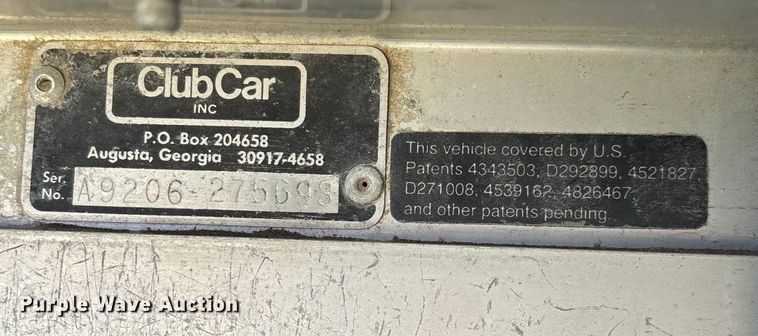 ClubCar
INC
P.O. Box 204658
Augusta, Georgia 30917-4658
Ser.
No. A9206-275698
This vehicle covered by U.S.
Patents 4343503, D292899, 4521827,
D271008, 4539162, 4826467
and other patents pending.
Purple Wave Auction